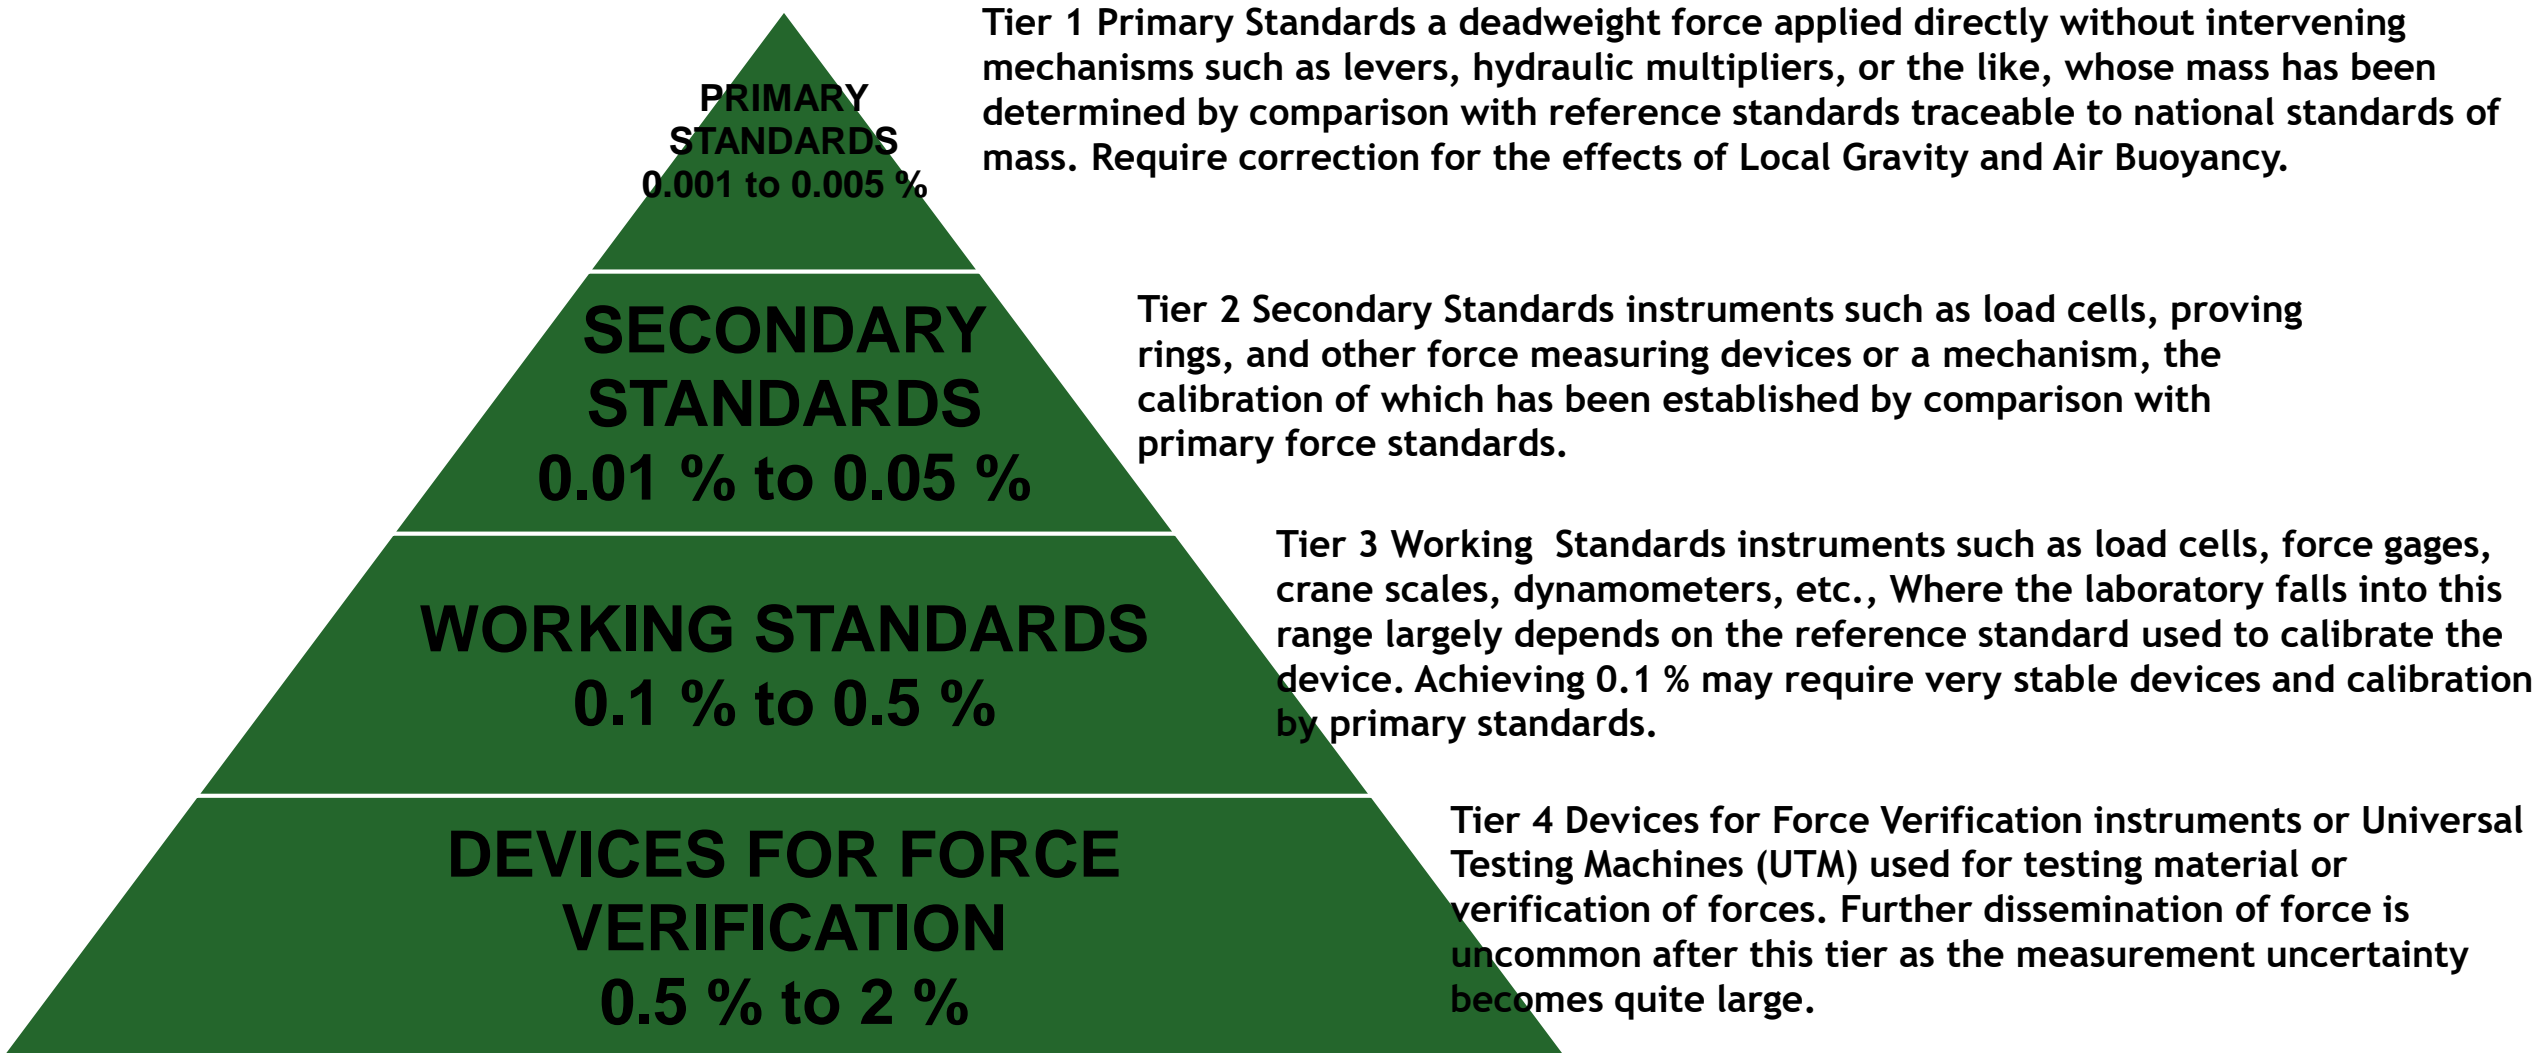 PRIMARY
STANDARDS
0.001 to 0.005 %
Tier 1 Primary Standards a deadweight force applied directly without intervening
mechanisms such as levers, hydraulic multipliers, or the like, whose mass has been
determined by comparison with reference standards traceable to national standards of
mass. Require correction for the effects of Local Gravity and Air Buoyancy.
SECONDARY
STANDARDS
0.01 % to 0.05 %
Tier 2 Secondary Standards instruments such as load cells, proving
rings, and other force measuring devices or a mechanism, the
calibration of which has been established by comparison with
primary force standards.
WORKING STANDARDS
0.1 % to 0.5 %
Tier 3 Working  Standards instruments such as load cells, force gages,
crane scales, dynamometers, etc., Where the laboratory falls into this
range largely depends on the reference standard used to calibrate the
device. Achieving 0.1 % may require very stable devices and calibration
by primary standards.
DEVICES FOR FORCE
VERIFICATION
0.5 % to 2 %
Tier 4 Devices for Force Verification instruments or Universal
Testing Machines (UTM) used for testing material or
verification of forces. Further dissemination of force is
uncommon after this tier as the measurement uncertainty
becomes quite large.